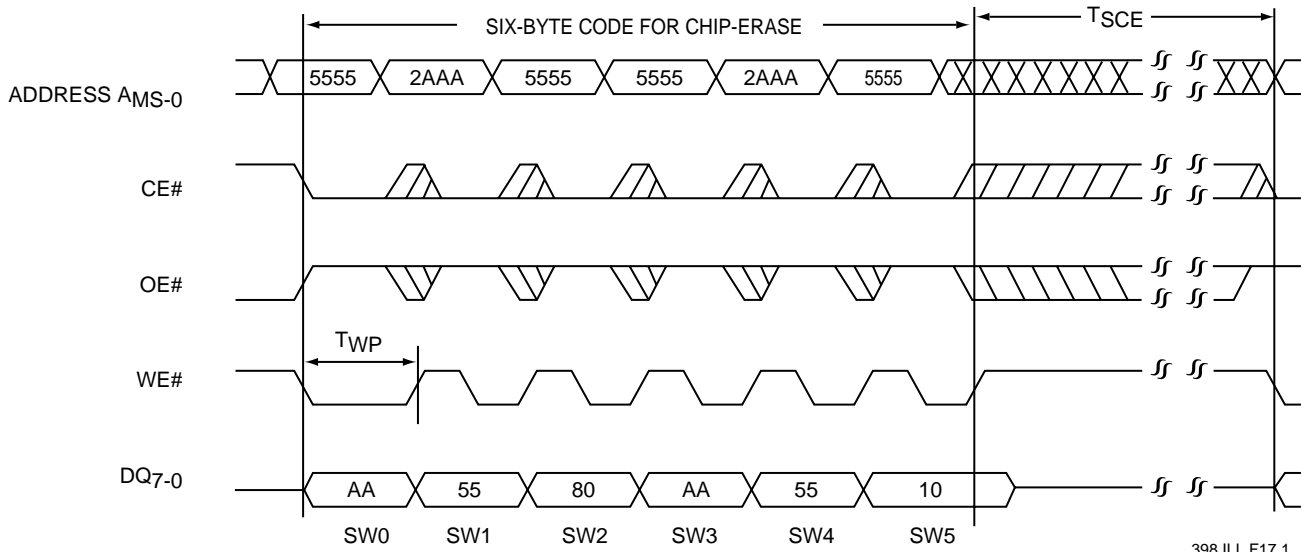 SIX-BYTE CODE FOR CHIP-ERASE
TSCE
ADDRESS AMS-0
5555 2AAA 5555 5555 2AAA 5555
CE#
OE#
TWP
WE#
DQ7-0
AA 55 80 AA 55 10
SW0 SW1 SW2 SW3 SW4 SW5
398 ILL F17.1